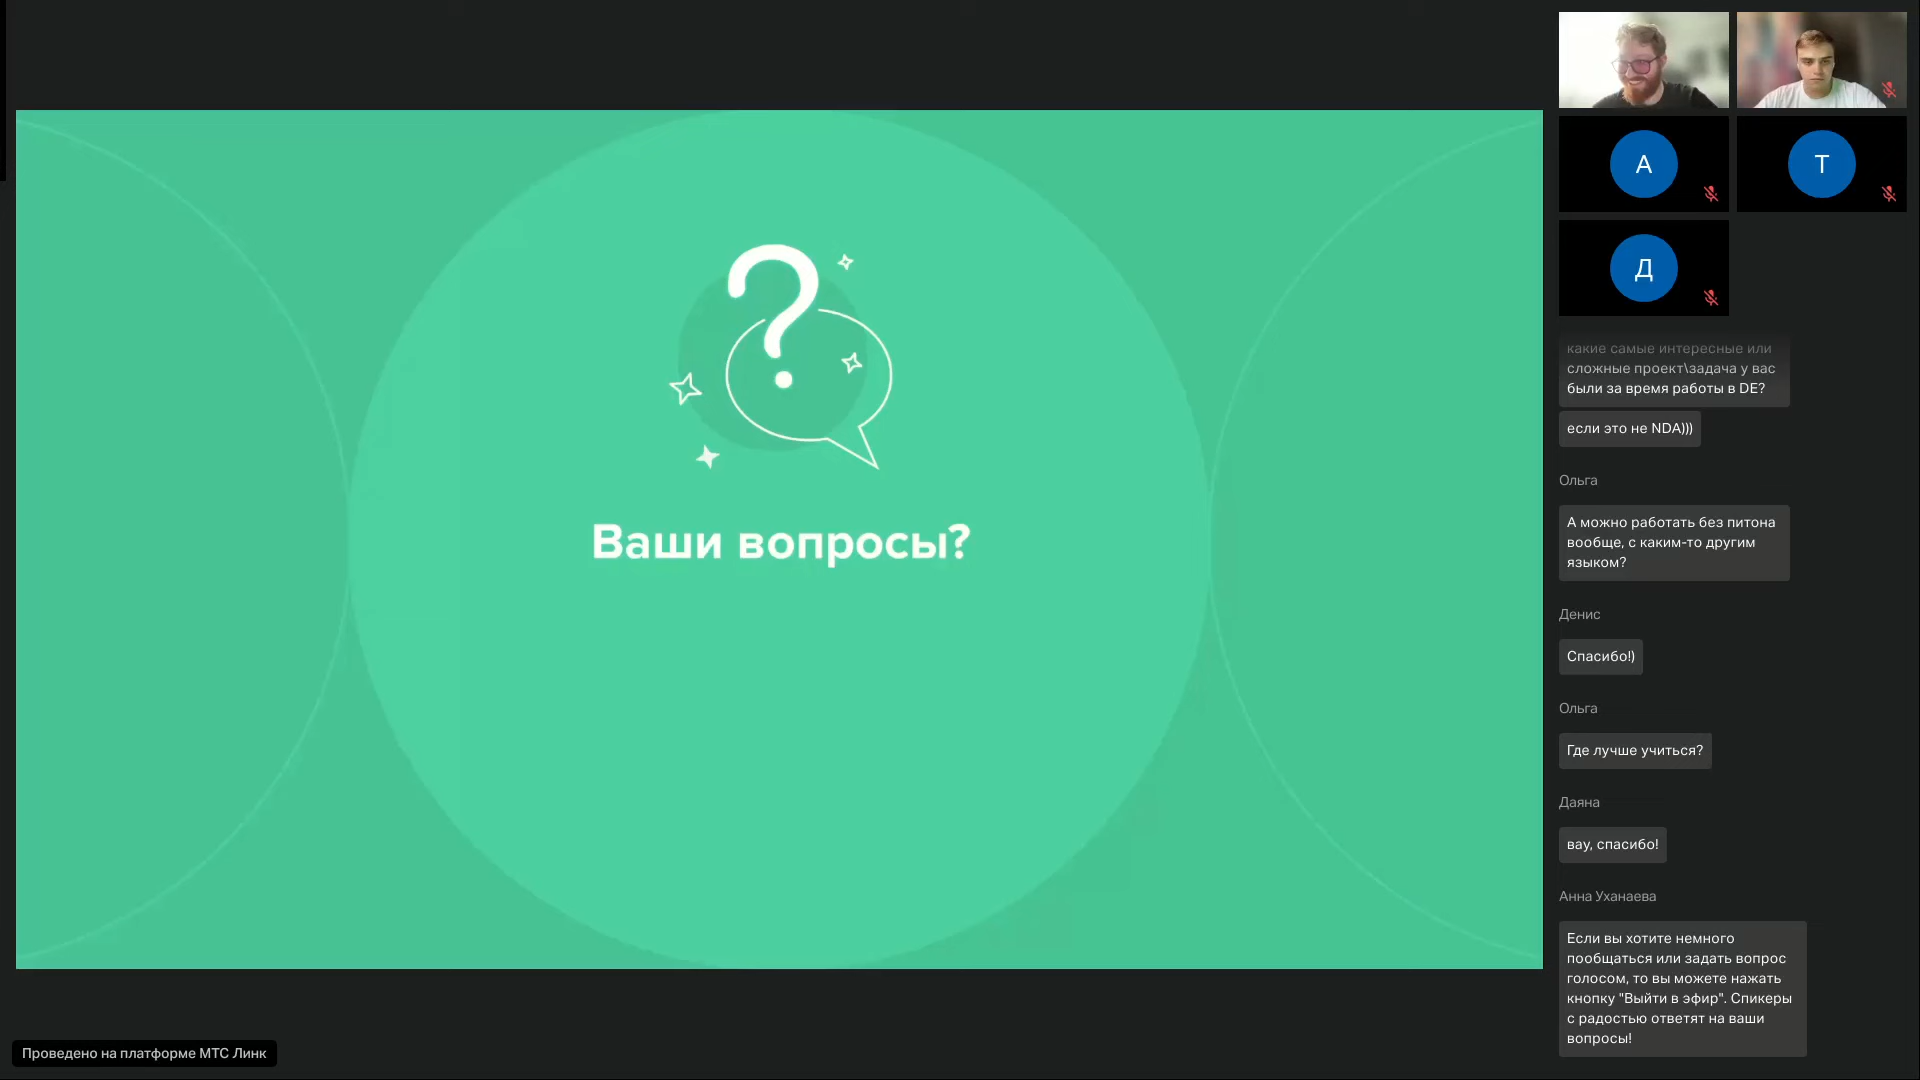 Ваши вопросы?
Проведено на платформе МТС Линк
А
Т
Д
какие самые интересные или
сложные проект\задача у вас
были за время работы в DE?
если это не NDA)))
Ольга
А можно работать без питона
вообще, с каким-то другим
языком?
Денис
Спасибо!)
Ольга
Где лучше учиться?
Даяна
вау, спасибо!
Анна Уханаева
Если вы хотите немного
пообщаться или задать вопрос
голосом, то вы можете нажать
кнопку "Выйти в эфир". Спикеры
с радостью ответят на ваши
вопросы!